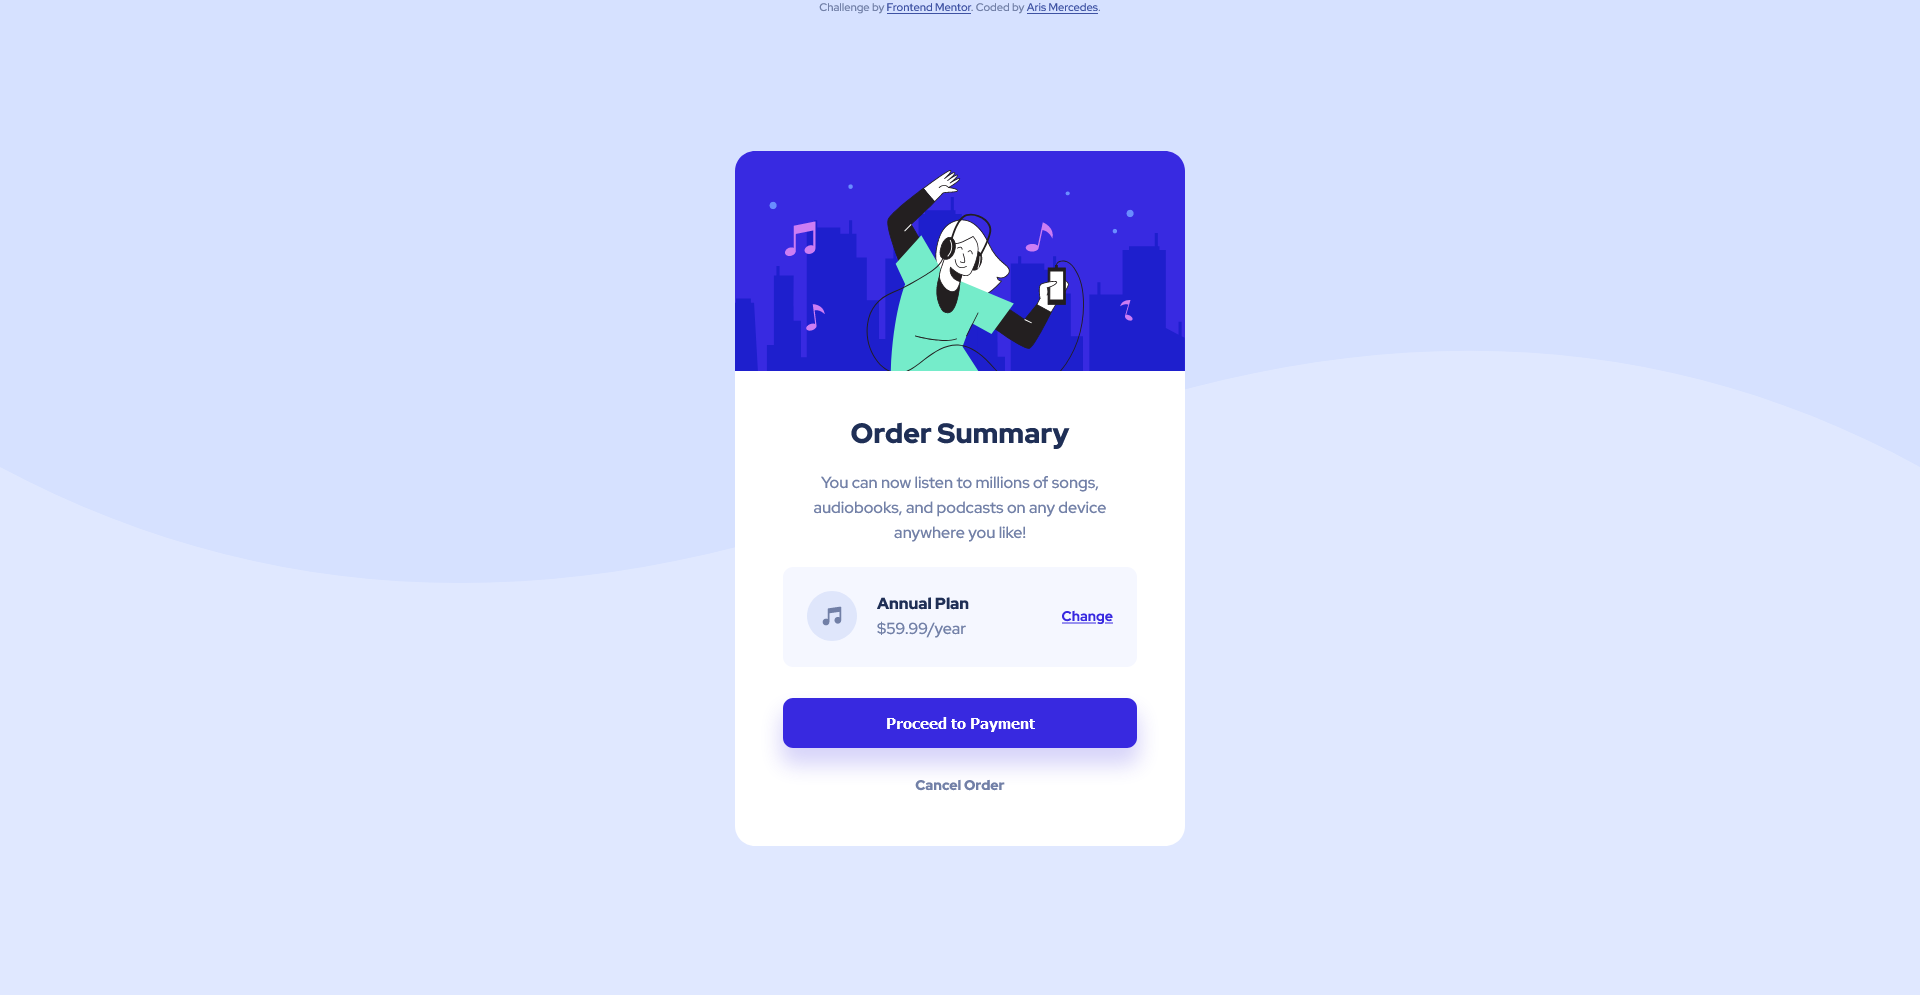 Challenge by Frontend Mentor. Coded by Aris Mercedes.
Order Summary
You can now listen to millions of songs,
audiobooks, and podcasts on any device
anywhere you like!
Annual Plan
$59.99/year
Change
Proceed to Payment
Cancel Order